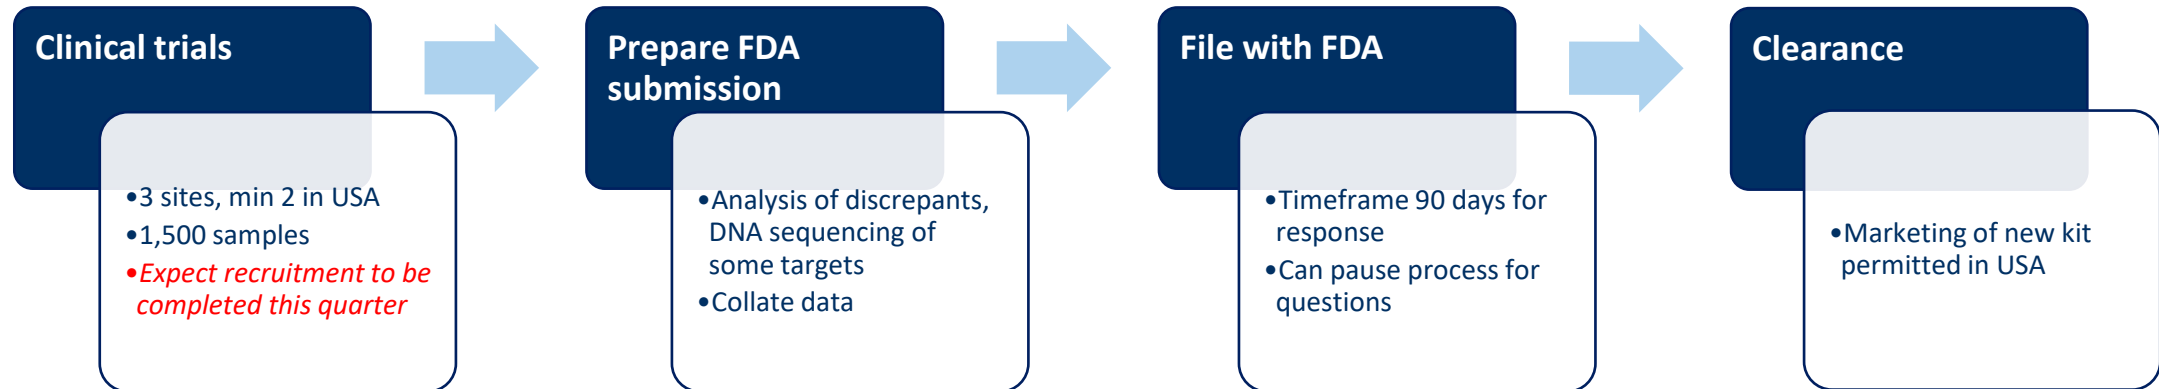 Clinical trials
•3 sites, min 2 in USA
•1,500 samples
•Expect recruitment to be
completed this quarter
Prepare FDA
submission
•Analysis of discrepants,
DNA sequencing of
some targets
•Collate data
File with FDA
•Timeframe 90 days for
response
•Can pause process for
questions
Clearance
•Marketing of new kit
permitted in USA